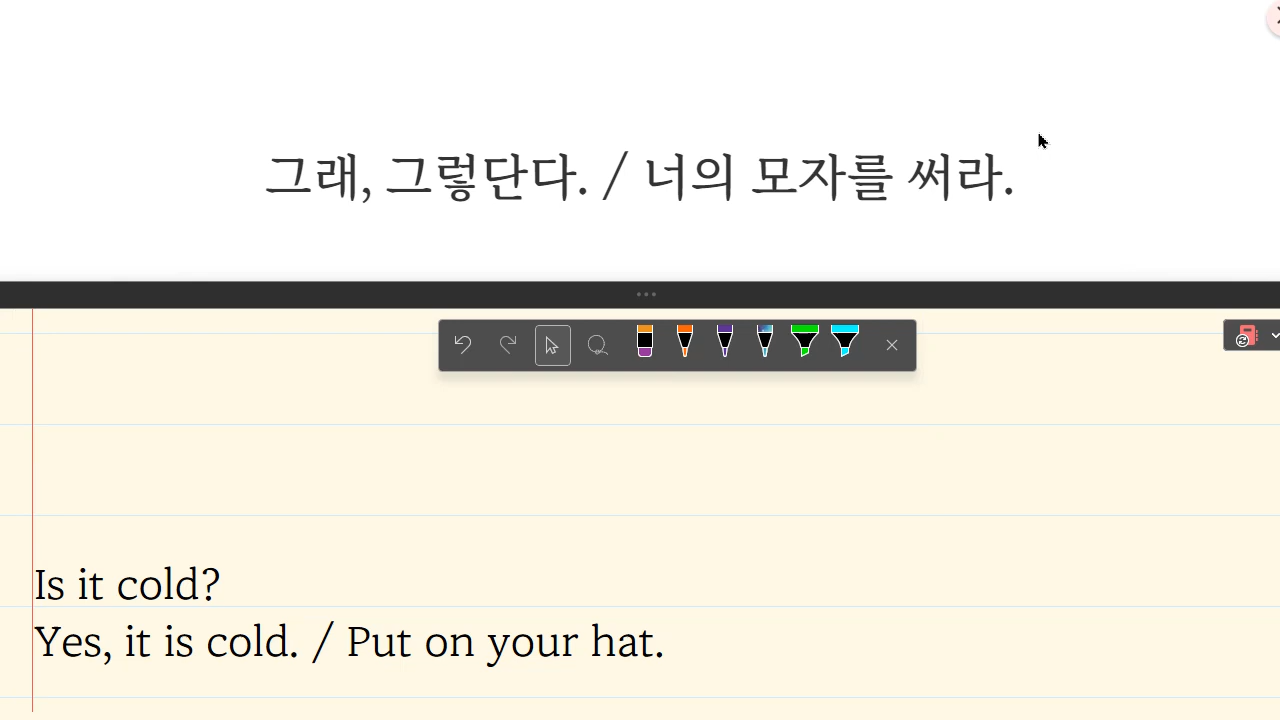 그래, 그렇단다. / 너의 모자를 써라.
Is it cold?
Yes, it is cold. / Put on your hat.